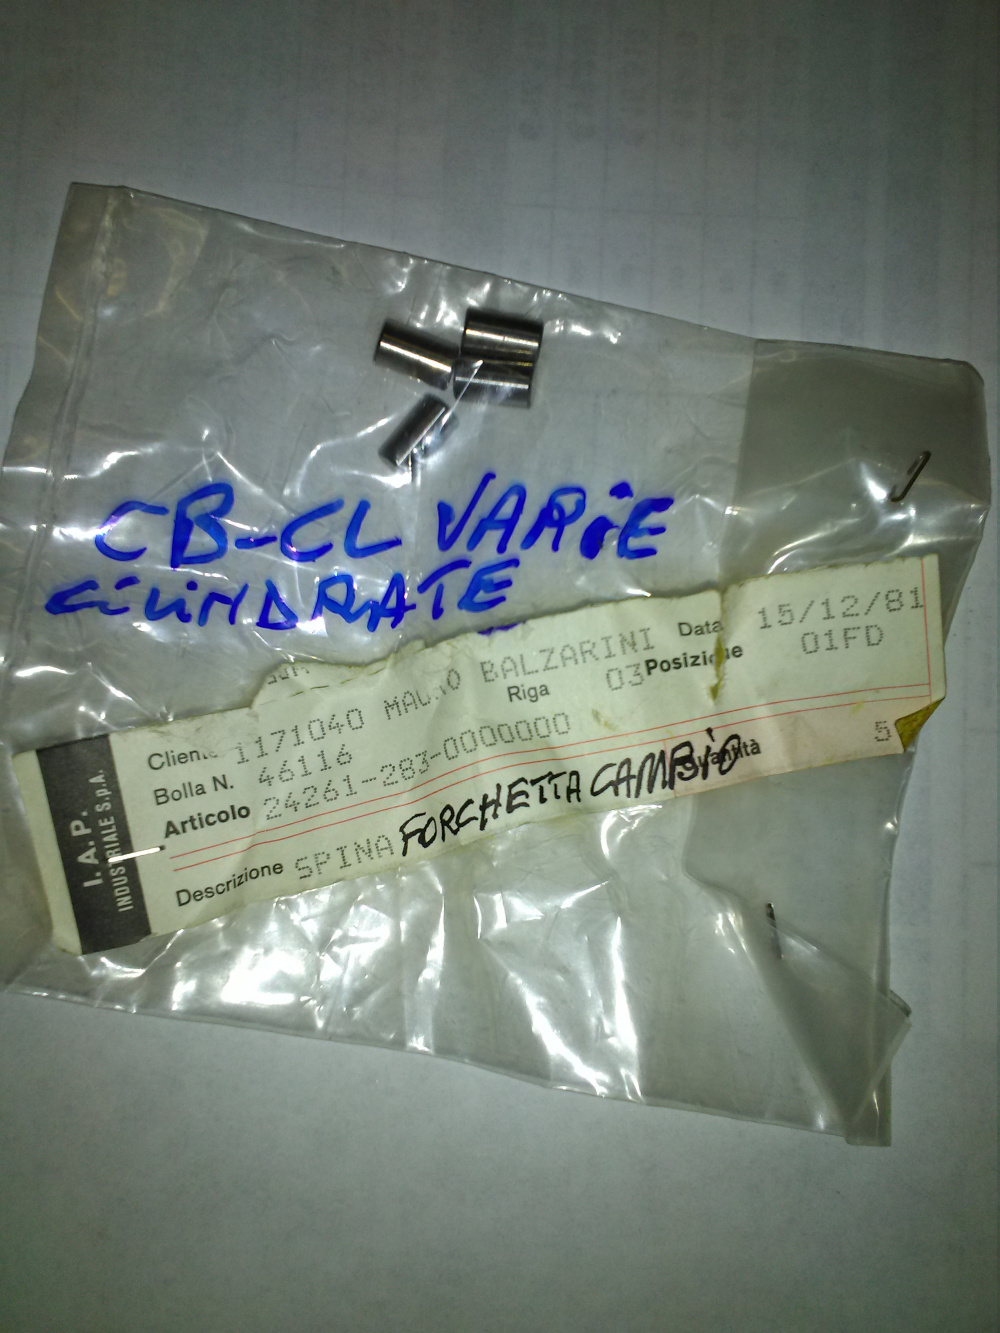 CB-CL VARiE
CiLiNDRATE
Cliente 1171040 MAURO BALZARINI Data 15/12/81
Bolla N. 46116 Riga 03 Posizione 01FD
Articolo 24261-283-0000000
Descrizione SPINA FORCHETTA CAMBiO Quantità 5
I.A.P.
INDUSTRIALE S.p.A.